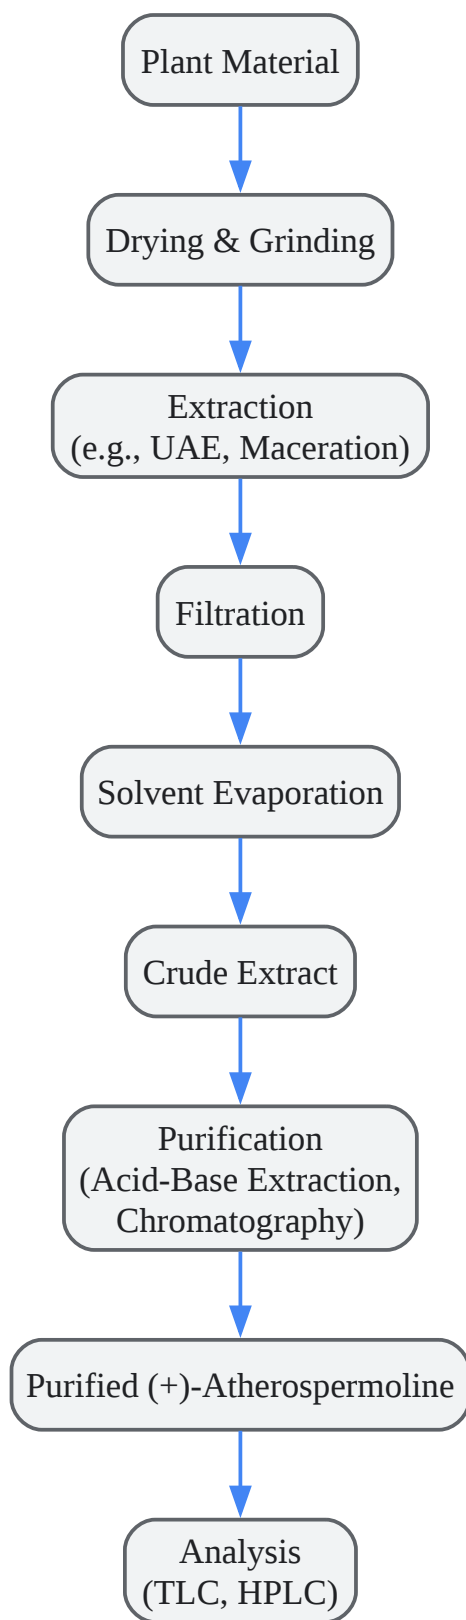 Plant Material
Drying & Grinding
Extraction
(e.g., UAE, Maceration)
Filtration
Solvent Evaporation
Crude Extract
Purification
(Acid-Base Extraction,
Chromatography)
Purified (+)-Atherospermoline
Analysis
(TLC, HPLC)